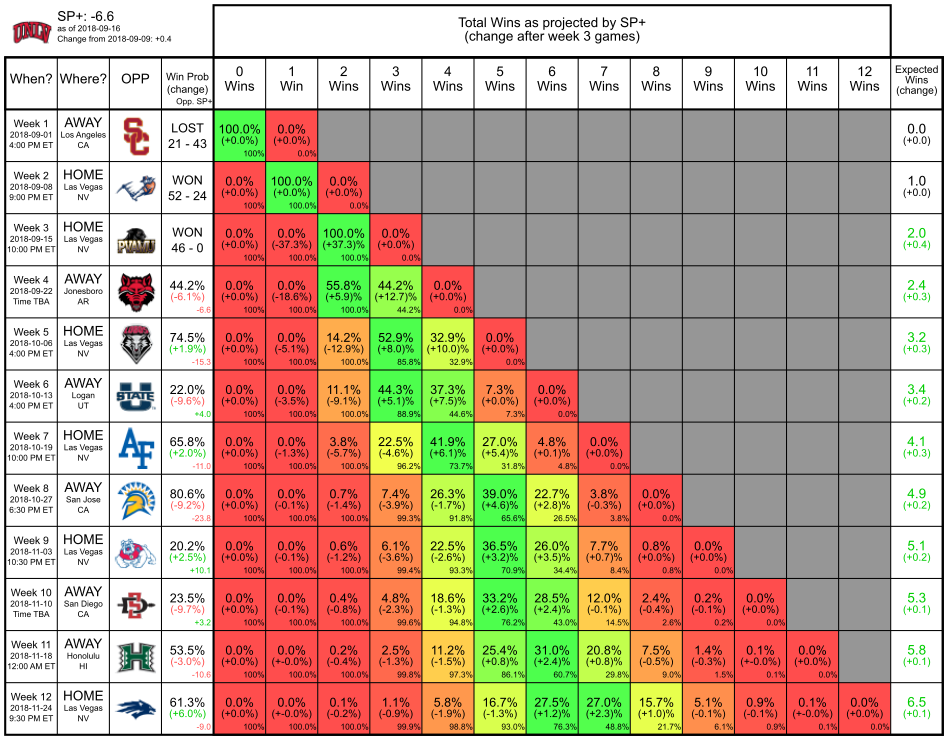 UNLV
SP+: -6.6
as of 2018-09-16
Change from 2018-09-09: +0.4
Total Wins as projected by SP+
(change after week 3 games)
When? Where? OPP Win Prob (change) Opp. SP+ 0 Wins 1 Win 2 Wins 3 Wins 4 Wins 5 Wins 6 Wins 7 Wins 8 Wins 9 Wins 10 Wins 11 Wins 12 Wins Expected Wins (change)
Week 1 AWAY LOST 100.0% 0.0% 0.0
2018-09-01 Los Angeles SC (+0.0%) (+0.0%) (+0.0)
4:00 PM ET CA 21 - 43 100% 0.0%
Week 2 HOME WON 0.0% 100.0% 0.0% 1.0
2018-09-08 Las Vegas (+0.0%) (+0.0%) (+0.0%) (+0.0)
9:00 PM ET NV 52 - 24 100% 100.0% 0.0%
Week 3 HOME WON 0.0% 0.0% 100.0% 0.0% 2.0
2018-09-15 Las Vegas PVAMU (+0.0%) (-37.3%) (+37.3)% (+0.0%) (+0.4)
10:00 PM ET NV 46 - 0 100% 100.0% 100.0% 0.0%
Week 4 AWAY 44.2% 0.0% 0.0% 55.8% 44.2% 0.0% 2.4
2018-09-22 Jonesboro (-6.1%) (+0.0%) (-18.6%) (+5.9)% (+12.7)% (+0.0%) (+0.3)
Time TBA AR -6.6 100% 100.0% 100.0% 44.2% 0.0%
Week 5 HOME 74.5% 0.0% 0.0% 14.2% 52.9% 32.9% 0.0% 3.2
2018-10-06 Las Vegas (+1.9%) (+0.0%) (-5.1%) (-12.9%) (+8.0)% (+10.0)% (+0.0%) (+0.3)
4:00 PM ET NV -15.3 100% 100.0% 100.0% 85.8% 32.9% 0.0%
Week 6 AWAY 22.0% 0.0% 0.0% 11.1% 44.3% 37.3% 7.3% 0.0% 3.4
2018-10-13 Logan U STATE (-9.6%) (+0.0%) (-3.5%) (-9.1%) (+5.1)% (+7.5)% (+0.0)% (+0.0%) (+0.2)
4:00 PM ET UT +4.0 100% 100.0% 100.0% 88.9% 44.6% 7.3% 0.0%
Week 7 HOME 65.8% 0.0% 0.0% 3.8% 22.5% 41.9% 27.0% 4.8% 0.0% 4.1
2018-10-19 Las Vegas AF (+2.0%) (+0.0%) (-1.3%) (-5.7%) (-4.6%) (+6.1)% (+5.4)% (+0.1)% (+0.0%) (+0.3)
10:00 PM ET NV -11.0 100% 100.0% 100.0% 96.2% 73.7% 31.8% 4.8% 0.0%
Week 8 AWAY 80.6% 0.0% 0.0% 0.7% 7.4% 26.3% 39.0% 22.7% 3.8% 0.0% 4.9
2018-10-27 San Jose (-9.2%) (+0.0%) (-0.1%) (-1.4%) (-3.9%) (-1.7%) (+4.6)% (+2.8)% (-0.3%) (+0.0%) (+0.2)
6:30 PM ET CA -23.8 100% 100.0% 100.0% 99.3% 91.8% 65.6% 26.5% 3.8% 0.0%
Week 9 HOME 20.2% 0.0% 0.0% 0.6% 6.1% 22.5% 36.5% 26.0% 7.7% 0.8% 0.0% 5.1
2018-11-03 Las Vegas (+2.5%) (+0.0%) (-0.1%) (-1.2%) (-3.6%) (-2.6%) (+3.2)% (+3.5)% (+0.7)% (+0.0)% (+0.0%) (+0.2)
10:30 PM ET NV +10.1 100% 100.0% 100.0% 99.4% 93.3% 70.9% 34.4% 8.4% 0.8% 0.0%
Week 10 AWAY 23.5% 0.0% 0.0% 0.4% 4.8% 18.6% 33.2% 28.5% 12.0% 2.4% 0.2% 0.0% 5.3
2018-11-10 San Diego SD (-9.7%) (+0.0%) (-0.1%) (-0.8%) (-2.3%) (-1.3%) (+2.6)% (+2.4)% (-0.1%) (-0.4%) (-0.1%) (+0.0%) (+0.1)
Time TBA CA +3.2 100% 100.0% 100.0% 99.6% 94.8% 76.2% 43.0% 14.5% 2.6% 0.2% 0.0%
Week 11 AWAY 53.5% 0.0% 0.0% 0.2% 2.5% 11.2% 25.4% 31.0% 20.8% 7.5% 1.4% 0.1% 0.0% 5.8
2018-11-18 Honolulu H (-3.0%) (+0.0%) (+-0.0%) (-0.4%) (-1.3%) (-1.5%) (+0.8)% (+2.4)% (+0.8)% (-0.5%) (-0.3%) (+-0.0%) (+0.0%) (+0.1)
12:00 AM ET HI -10.6 100% 100.0% 100.0% 99.8% 97.3% 86.1% 60.7% 29.8% 9.0% 1.5% 0.1% 0.0%
Week 12 HOME 61.3% 0.0% 0.0% 0.1% 1.1% 5.8% 16.7% 27.5% 27.0% 15.7% 5.1% 0.9% 0.1% 0.0% 6.5
2018-11-24 Las Vegas (+6.0%) (+0.0%) (+-0.0%) (-0.2%) (-0.9%) (-1.9%) (-1.3%) (+1.2)% (+2.3)% (+1.0)% (-0.1%) (-0.1%) (+-0.0%) (+0.0%) (+0.1)
9:30 PM ET NV -9.0 100% 100.0% 100.0% 99.9% 98.8% 93.0% 76.3% 48.8% 21.7% 6.1% 0.9% 0.1% 0.0%